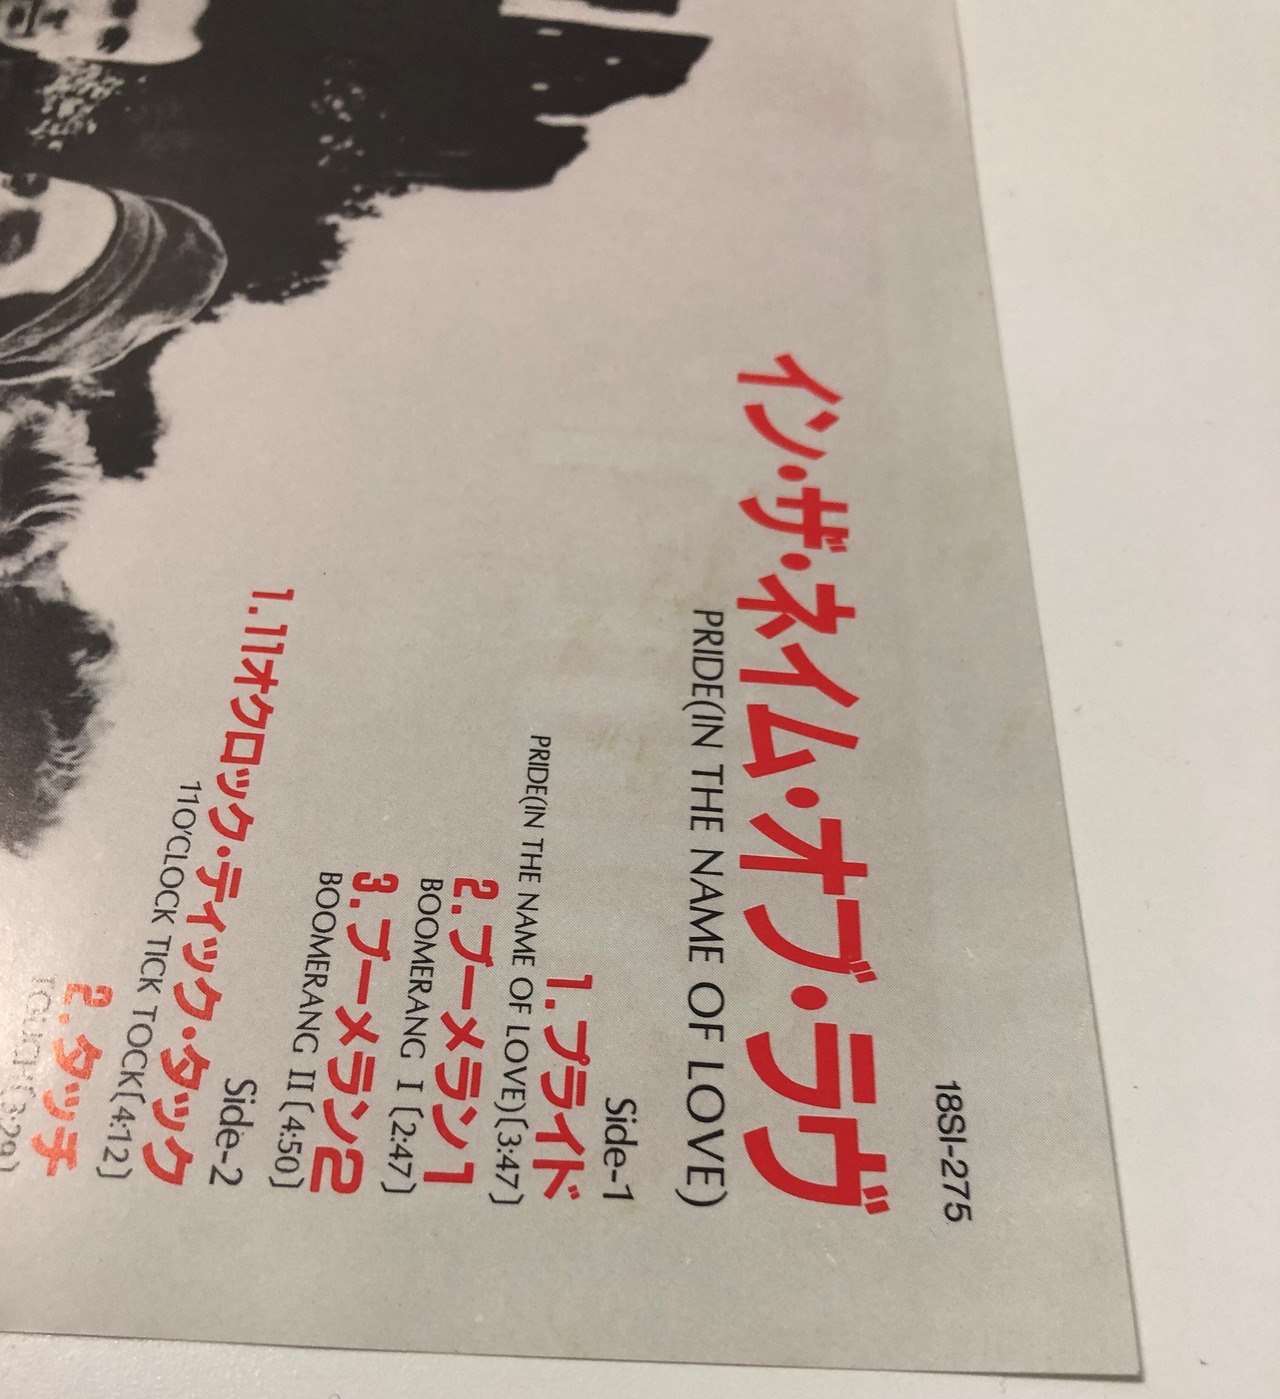 18SI-275
イン・ザ・ネイム・オブ・ラヴ
PRIDE(IN THE NAME OF LOVE)
Side-1
1.プライド
PRIDE(IN THE NAME OF LOVE)〔3:47〕
2.ブーメラン1
BOOMERANG I〔2:47〕
3.ブーメラン2
BOOMERANG II〔4:50〕
Side-2
1.11オクロック・ティック・タック
11O'CLOCK TICK TOCK〔4:12〕
2.タッチ
TOUCH〔3:29〕